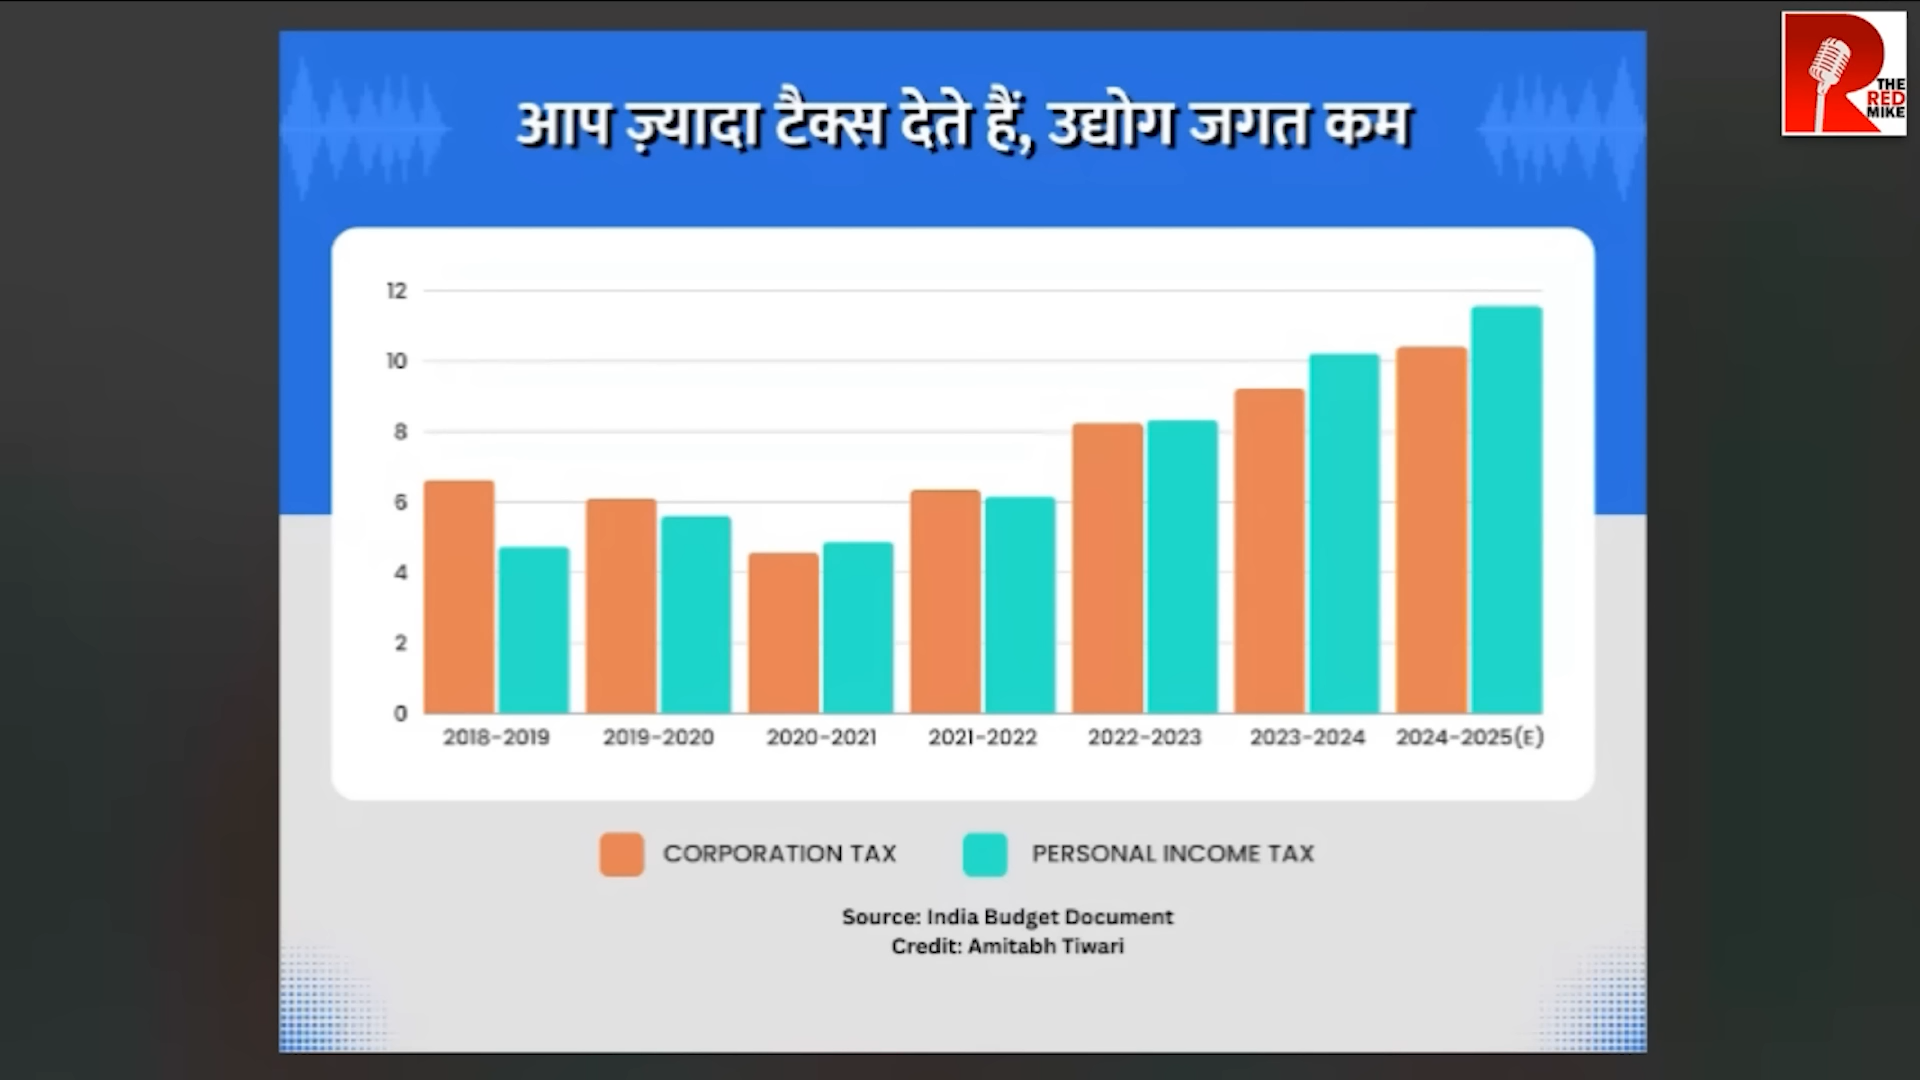 THE
RED
MIKE
आप ज़्यादा टैक्स देते हैं, उद्योग जगत कम
12
10
8
6
4
2
0
2018-2019 2019-2020 2020-2021 2021-2022 2022-2023 2023-2024 2024-2025(E)
CORPORATION TAX PERSONAL INCOME TAX
Source: India Budget Document
Credit: Amitabh Tiwari